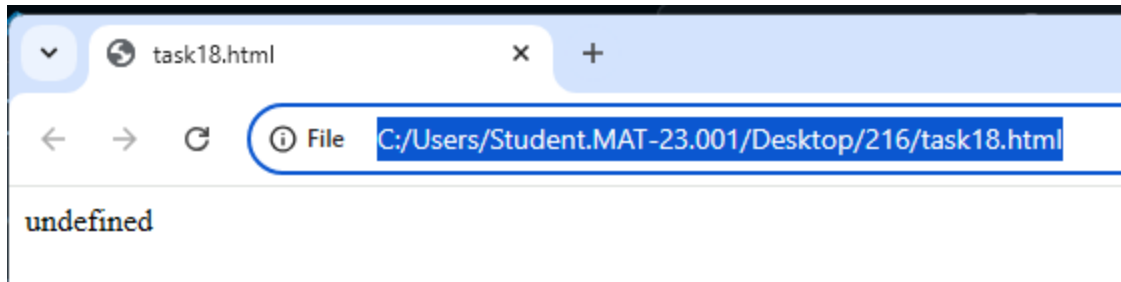 task18.html
File C:/Users/Student.MAT-23.001/Desktop/216/task18.html
undefined